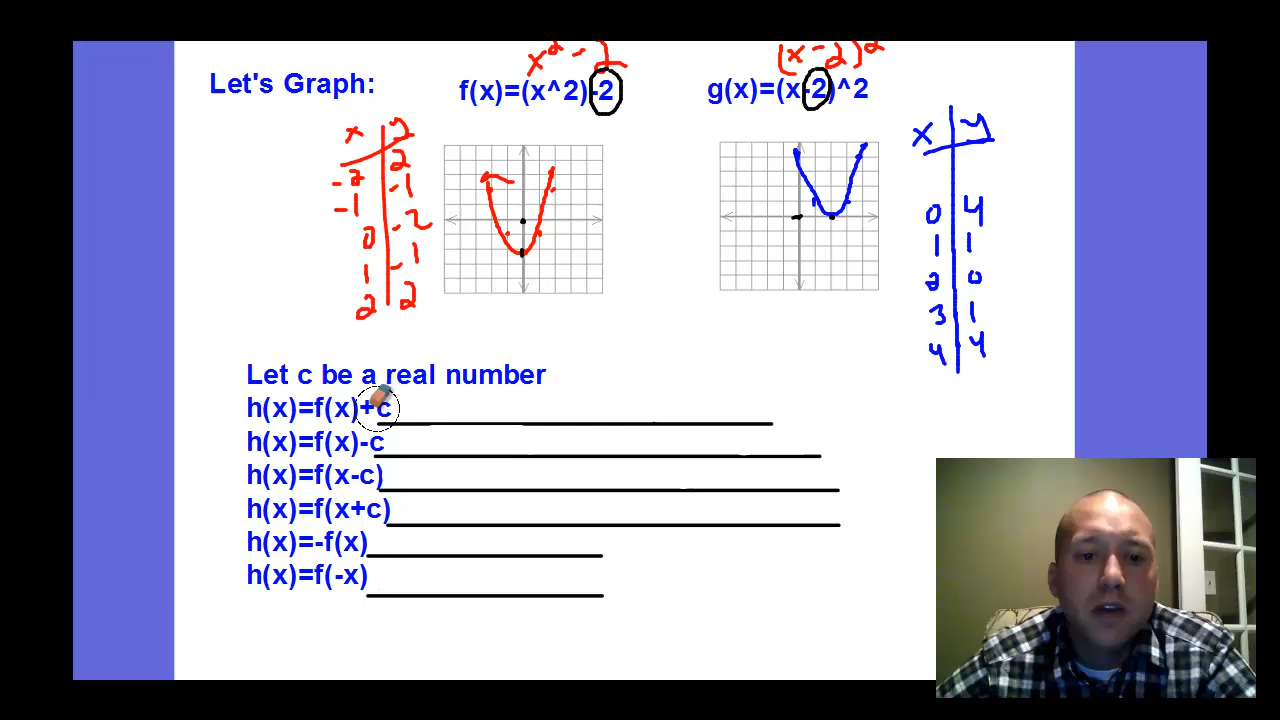 x² - 2
(x-2)²
Let's Graph:
f(x)=(x^2)-2
g(x)=(x-2)^2
x y
-2 2
-1 -1
0 -2
1 -1
2 2
x y
0 4
1 1
2 0
3 1
4 4
Let c be a real number
h(x)=f(x)+c
h(x)=f(x)-c
h(x)=f(x-c)
h(x)=f(x+c)
h(x)=-f(x)
h(x)=f(-x)